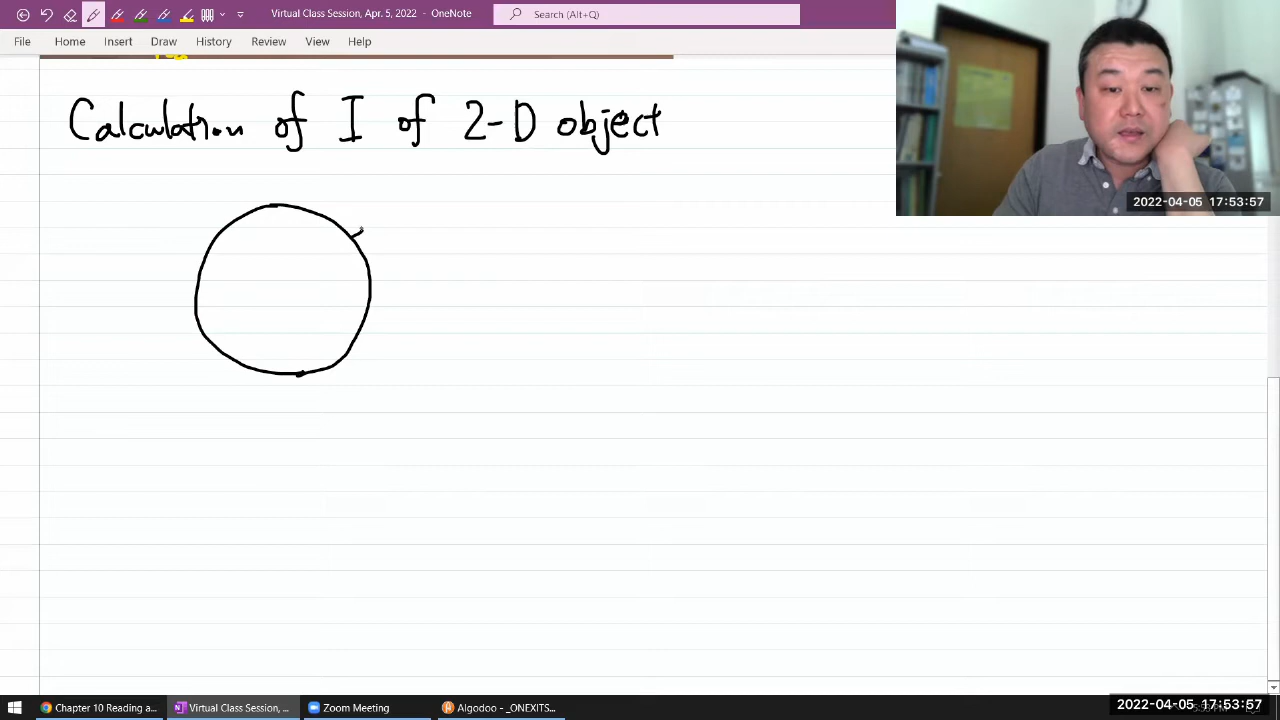 Virtual Class Session, Apr. 5, 2022 - OneNote
Search (Alt+Q)
File Home Insert Draw History Review View Help
Calculation of I of 2-D object
2022-04-05 17:53:57
Chapter 10 Reading a...
Virtual Class Session,...
Zoom Meeting
Algodoo - _ONEXITS...
2022-04-05 17:53:57